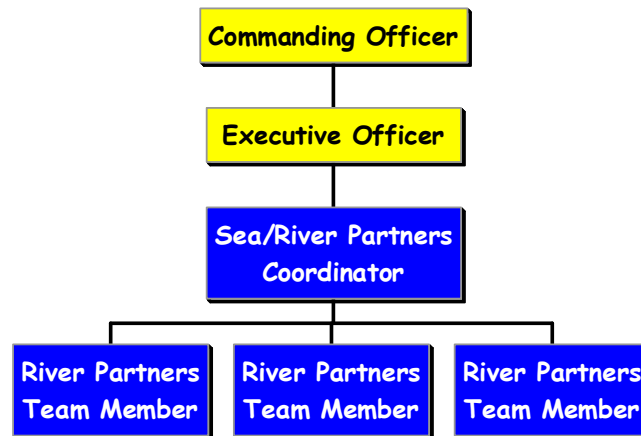 Commanding Officer
Executive Officer
Sea/River Partners
Coordinator
River Partners
Team Member
River Partners
Team Member
River Partners
Team Member